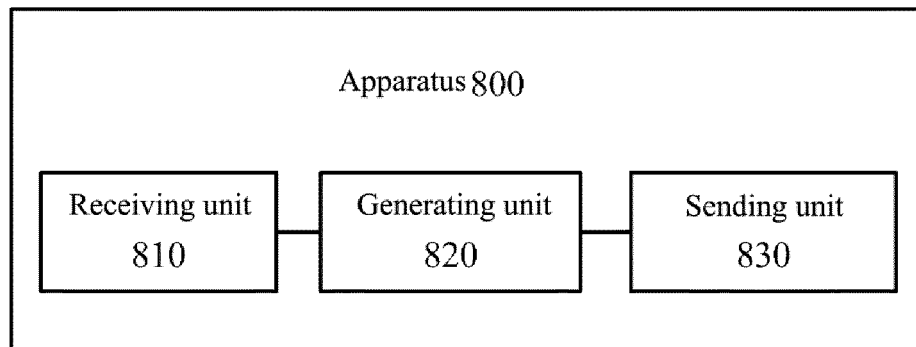 Apparatus 800
Receiving unit
810
Generating unit
820
Sending unit
830